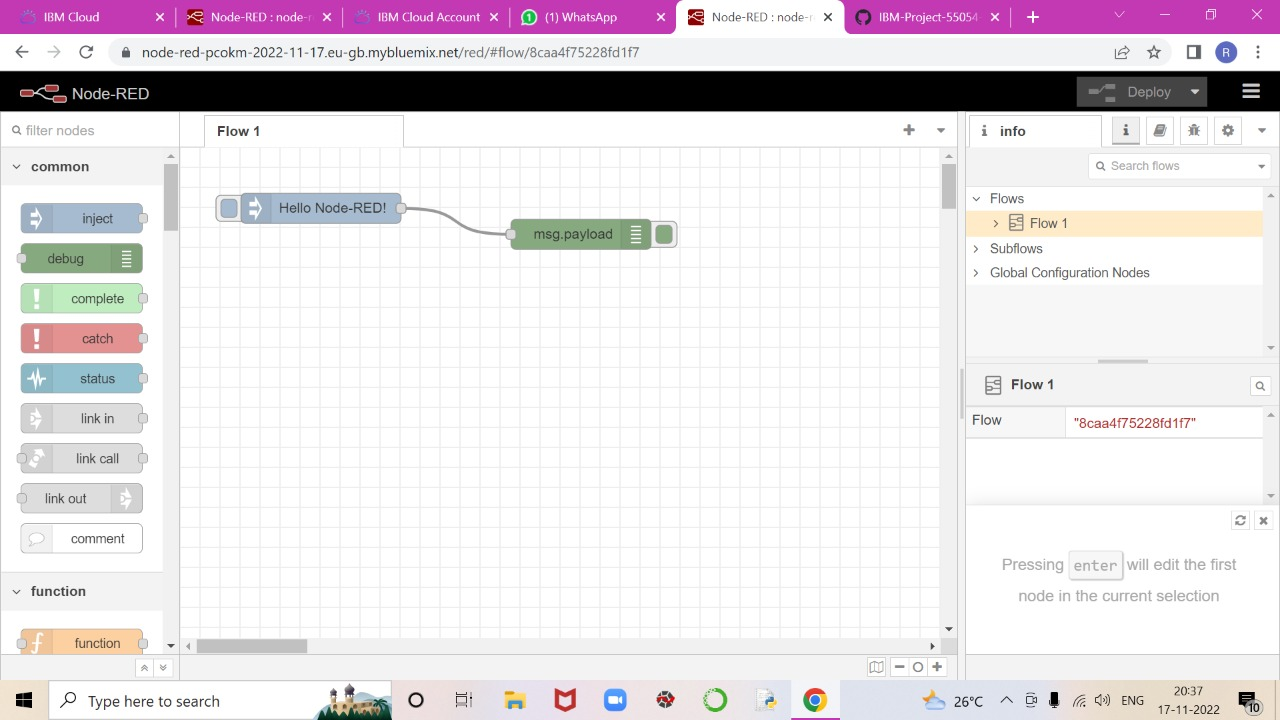 IBM Cloud
Node-RED : node-r
IBM Cloud Account
(1) WhatsApp
Node-RED : node-r
IBM-Project-55054-
node-red-pcokm-2022-11-17.eu-gb.mybluemix.net/red/#flow/8caa4f75228fd1f7
R
Node-RED
Deploy
filter nodes
Flow 1
info
common
Search flows
inject
Hello Node-RED!
msg.payload
Flows
Flow 1
Subflows
Global Configuration Nodes
debug
complete
catch
status
link in
link call
link out
comment
function
function
Flow 1
Flow
"8caa4f75228fd1f7"
Pressing enter will edit the first
node in the current selection
Type here to search
26°C
ENG
20:37
17-11-2022
10